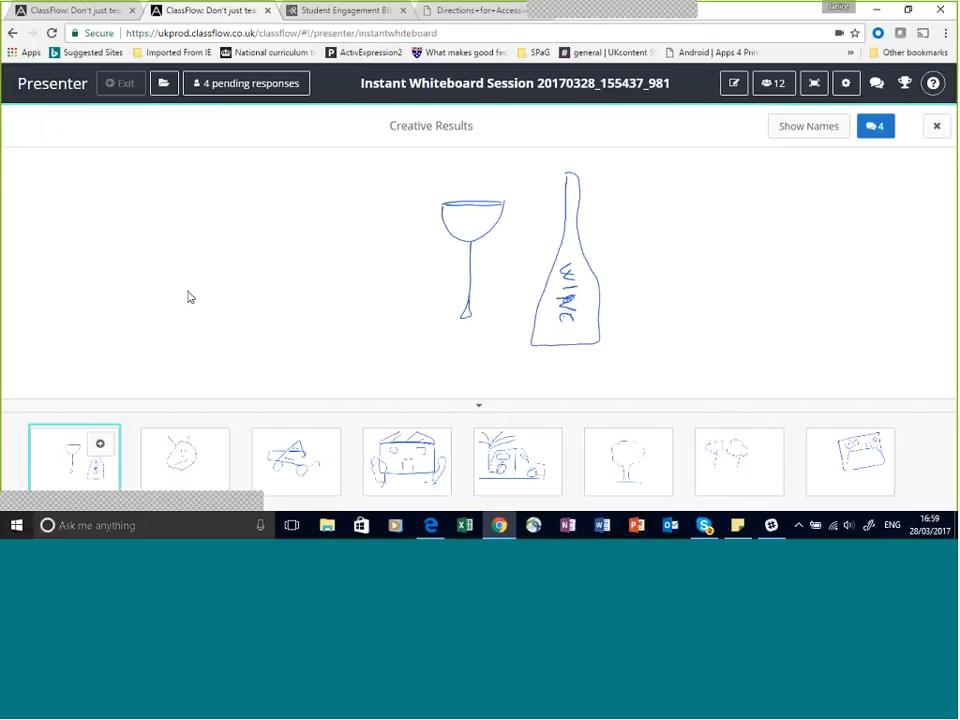 ClassFlow: Don't just tea
ClassFlow: Don't just tea
Student Engagement Bl
Directions+for+Accessi
Janice
Secure
https://ukprod.classflow.co.uk/classflow/#!/presenter/instantwhiteboard
Apps
Suggested Sites
Imported From IE
National curriculum t
ActivExpression2
What makes good fee
SPaG
general | UKcontent S
Android | Apps 4 Prim
»
Other bookmarks
Presenter
Exit
4 pending responses
Instant Whiteboard Session 20170328_155437_981
12
Creative Results
Show Names
4
WINE
Ask me anything
ENG
16:59
28/03/2017